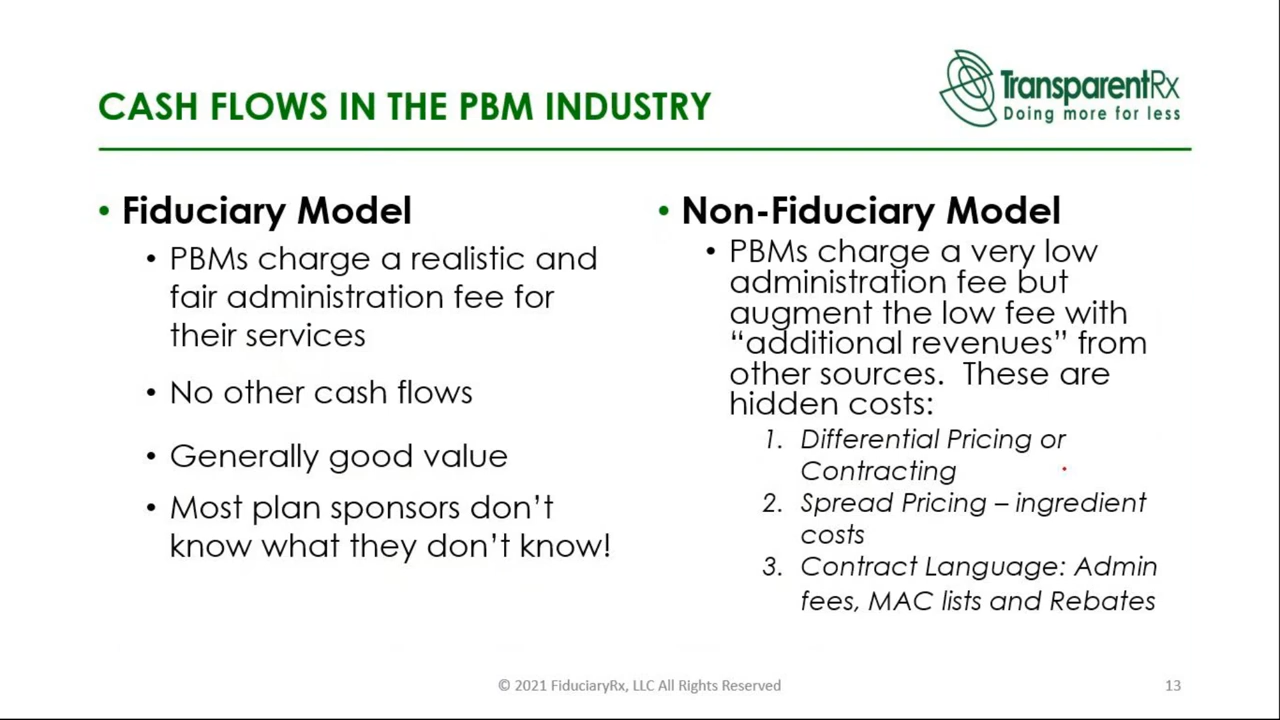 CASH FLOWS IN THE PBM INDUSTRY
TransparentRx
Doing more for less
• Fiduciary Model
• PBMs charge a realistic and
fair administration fee for
their services
• No other cash flows
• Generally good value
• Most plan sponsors don’t
know what they don’t know!
• Non-Fiduciary Model
• PBMs charge a very low
administration fee but
augment the low fee with
“additional revenues” from
other sources.  These are
hidden costs:
1. Differential Pricing or
Contracting
2. Spread Pricing – ingredient
costs
3. Contract Language: Admin
fees, MAC lists and Rebates
© 2021 FiduciaryRx, LLC All Rights Reserved
13